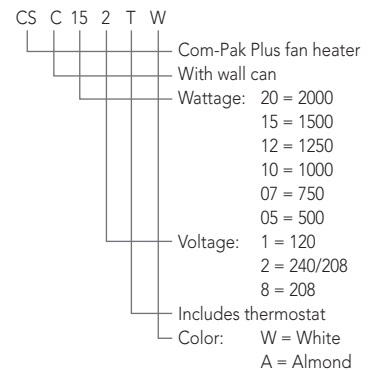 CS C 15 2 T W
Com-Pak Plus fan heater
With wall can
Wattage: 20 = 2000
15 = 1500
12 = 1250
10 = 1000
07 = 750
05 = 500
Voltage: 1 = 120
2 = 240/208
8 = 208
Includes thermostat
Color: W = White
A = Almond